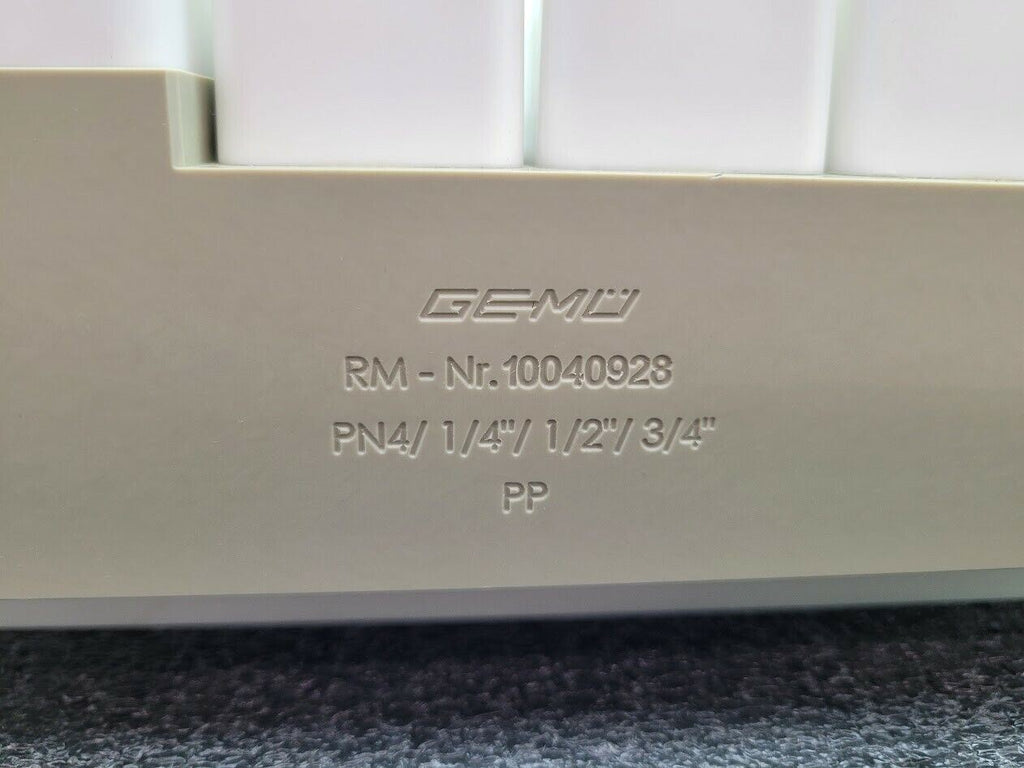 GEMÜ
RM - Nr. 10040928
PN4/ 1/4"/ 1/2"/ 3/4"
PP